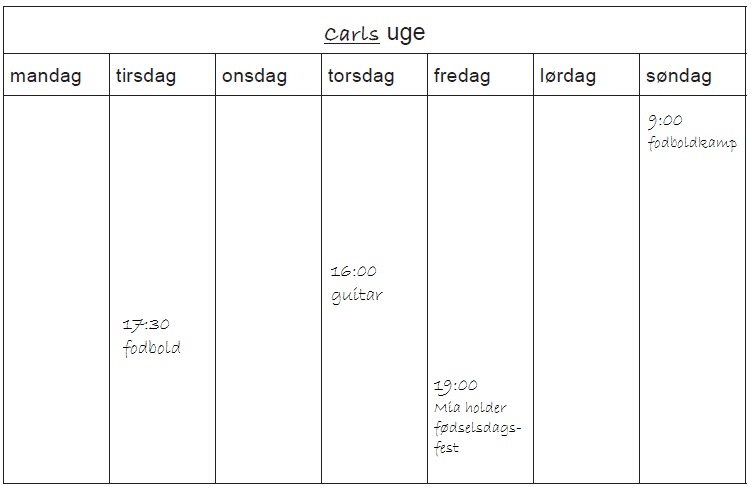 Carls uge
mandag tirsdag onsdag torsdag fredag lørdag søndag
17:30
fodbold
16:00
guitar
19:00
Mia holder
fødselsdags-
fest
9:00
fodboldkamp